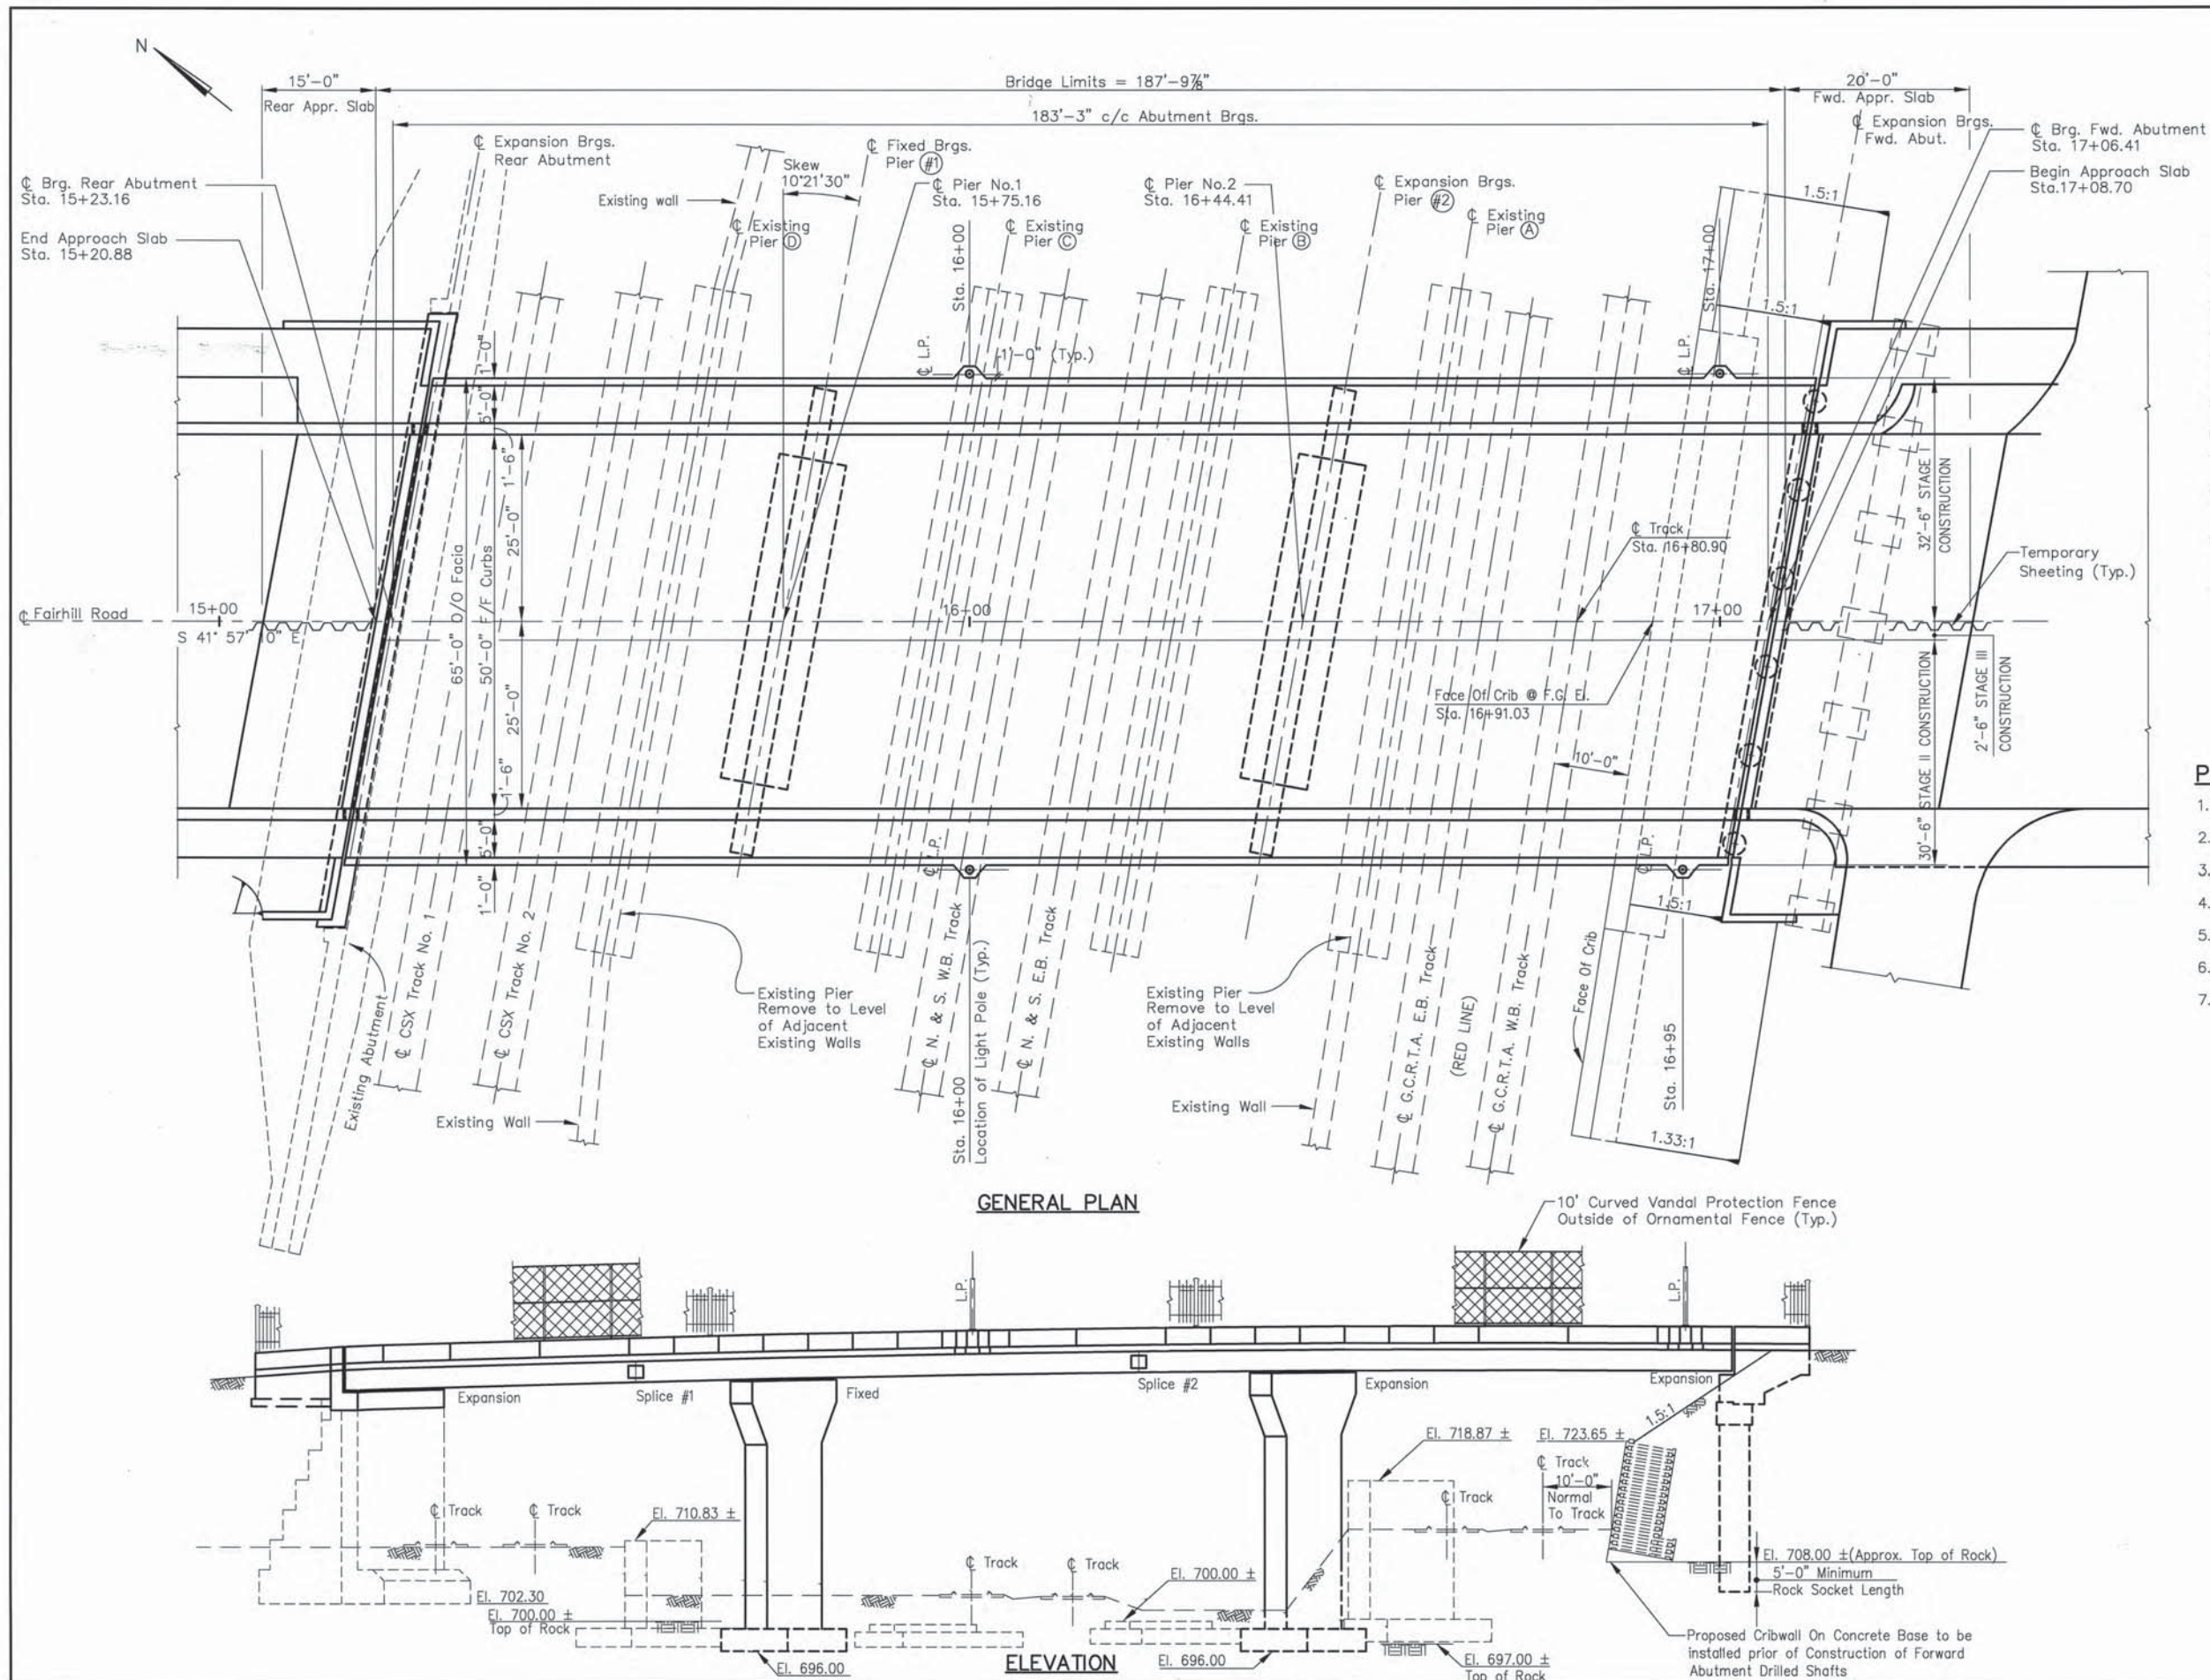 N
15'-0"
Rear Appr. Slab
Bridge Limits = 187'-9⅞"
183'-3" c/c Abutment Brgs.
20'-0"
Fwd. Appr. Slab
℄ Expansion Brgs.
Fwd. Abut.
℄ Brg. Fwd. Abutment
Sta. 17+06.41
Begin Approach Slab
Sta.17+08.70
℄ Brg. Rear Abutment
Sta. 15+23.16
End Approach Slab
Sta. 15+20.88
℄ Expansion Brgs.
Rear Abutment
Existing wall
Skew
10°21'30"
℄ Fixed Brgs.
Pier #1
℄ Pier No.1
Sta. 15+75.16
℄ Existing
Pier D
Sta. 16+00
℄ Existing
Pier C
℄ Pier No.2
Sta. 16+44.41
℄ Existing
Pier B
℄ Expansion Brgs.
Pier #2
℄ Existing
Pier A
Sta. 17+00
1.5:1
1.5:1
℄ L.P.
1'-0" (Typ.)
℄ L.P.
1'-0"
5'-0"
1'-6"
25'-0"
65'-0" O/O Facia
50'-0" F/F Curbs
25'-0"
1'-6"
5'-0"
1'-0"
32'-6" STAGE I
CONSTRUCTION
Temporary
Sheeting (Typ.)
℄ Track
Sta. 16+80.90
℄ Fairhill Road
15+00
S 41° 57' 10" E
16+00
17+00
Face Of Crib @ F.G. El.
Sta. 16+91.03
10'-0"
30'-6" STAGE II CONSTRUCTION
2'-6" STAGE III
CONSTRUCTION
P
1.
2.
3.
4.
5.
6.
7.
℄ L.P.
℄ L.P.
1.5:1
Existing Abutment
℄ CSX Track No. 1
℄ CSX Track No. 2
Existing Wall
Existing Pier
Remove to Level
of Adjacent
Existing Walls
℄ N. & S. W.B. Track
Sta. 16+00
Location of Light Pole (Typ.)
℄ N. & S. E.B. Track
Existing Pier
Remove to Level
of Adjacent
Existing Walls
Existing Wall
℄ G.C.R.T.A. E.B. Track
(RED LINE)
℄ G.C.R.T.A. W.B. Track
Face Of Crib
Sta. 16+95
1.33:1
GENERAL PLAN
10' Curved Vandal Protection Fence
Outside of Ornamental Fence (Typ.)
L.P.
L.P.
Expansion
Splice #1
Fixed
Splice #2
Expansion
Expansion
1.5:1
El. 718.87 ±
El. 723.65 ±
℄ Track
10'-0"
Normal
To Track
℄ Track
℄ Track
℄ Track
El. 710.83 ±
℄ Track
℄ Track
El. 700.00 ±
El. 702.30
El. 700.00 ±
Top of Rock
El. 708.00 ±(Approx. Top of Rock)
5'-0" Minimum
Rock Socket Length
El. 696.00
ELEVATION
El. 696.00
El. 697.00 ±
Top of Rock
Proposed Cribwall On Concrete Base to be
installed prior of Construction of Forward
Abutment Drilled Shafts